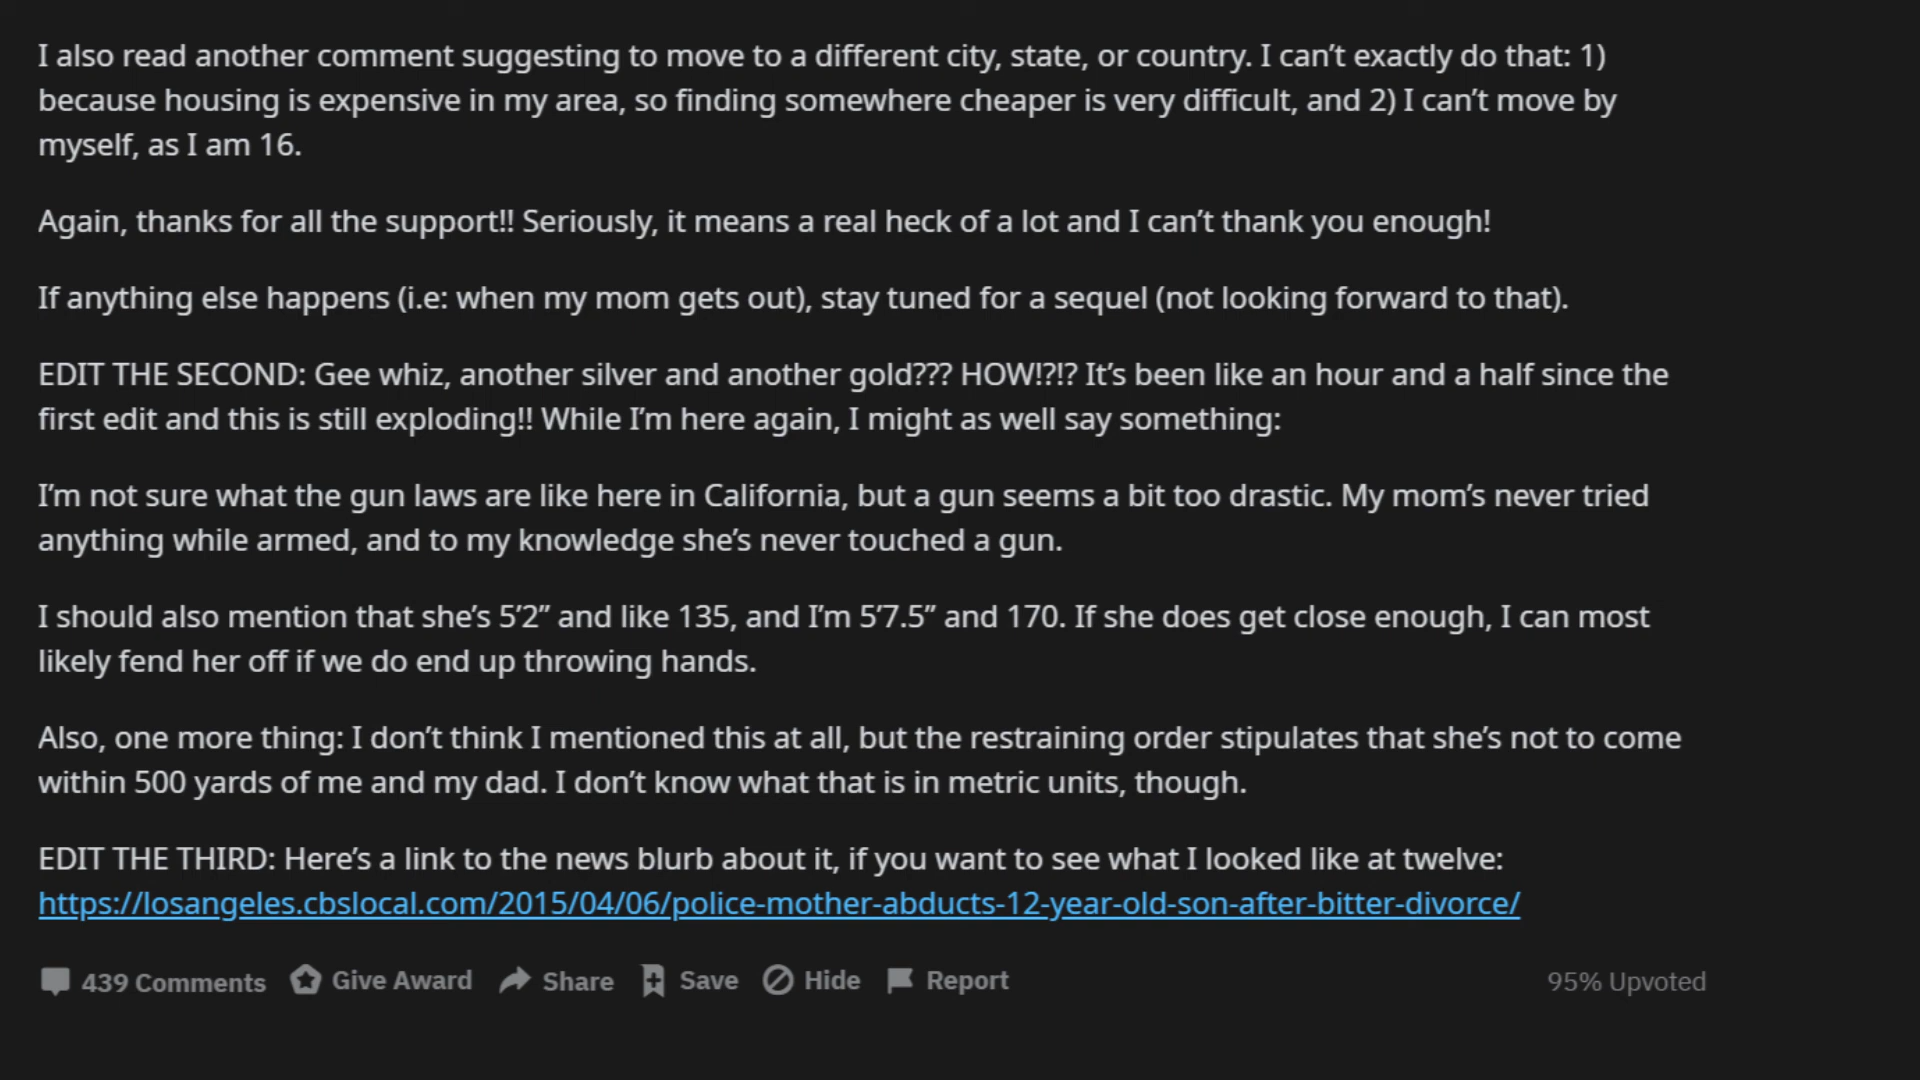 I also read another comment suggesting to move to a different city, state, or country. I can’t exactly do that: 1)
because housing is expensive in my area, so finding somewhere cheaper is very difficult, and 2) I can’t move by
myself, as I am 16.
Again, thanks for all the support!! Seriously, it means a real heck of a lot and I can’t thank you enough!
If anything else happens (i.e: when my mom gets out), stay tuned for a sequel (not looking forward to that).
EDIT THE SECOND: Gee whiz, another silver and another gold??? HOW!?!? It’s been like an hour and a half since the
first edit and this is still exploding!! While I’m here again, I might as well say something:
I’m not sure what the gun laws are like here in California, but a gun seems a bit too drastic. My mom’s never tried
anything while armed, and to my knowledge she’s never touched a gun.
I should also mention that she’s 5’2” and like 135, and I’m 5’7.5” and 170. If she does get close enough, I can most
likely fend her off if we do end up throwing hands.
Also, one more thing: I don’t think I mentioned this at all, but the restraining order stipulates that she’s not to come
within 500 yards of me and my dad. I don’t know what that is in metric units, though.
EDIT THE THIRD: Here’s a link to the news blurb about it, if you want to see what I looked like at twelve:
https://losangeles.cbslocal.com/2015/04/06/police-mother-abducts-12-year-old-son-after-bitter-divorce/
439 Comments Give Award Share Save Hide Report 95% Upvoted